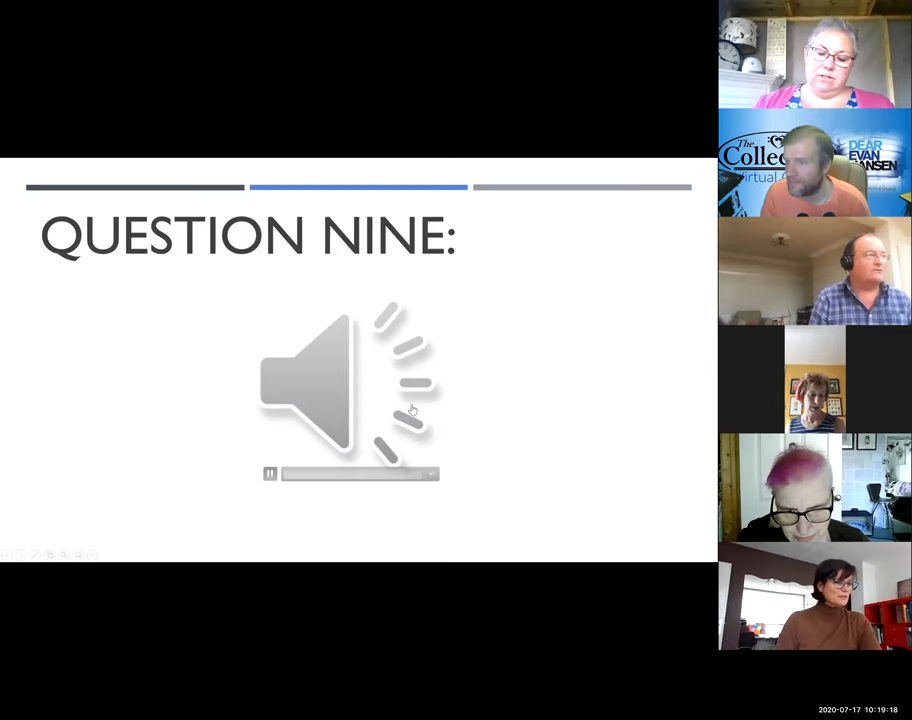 QUESTION NINE:
The
Collec
Virtual
DEAR
EVAN
HANSEN
2020-07-17 10:19:18